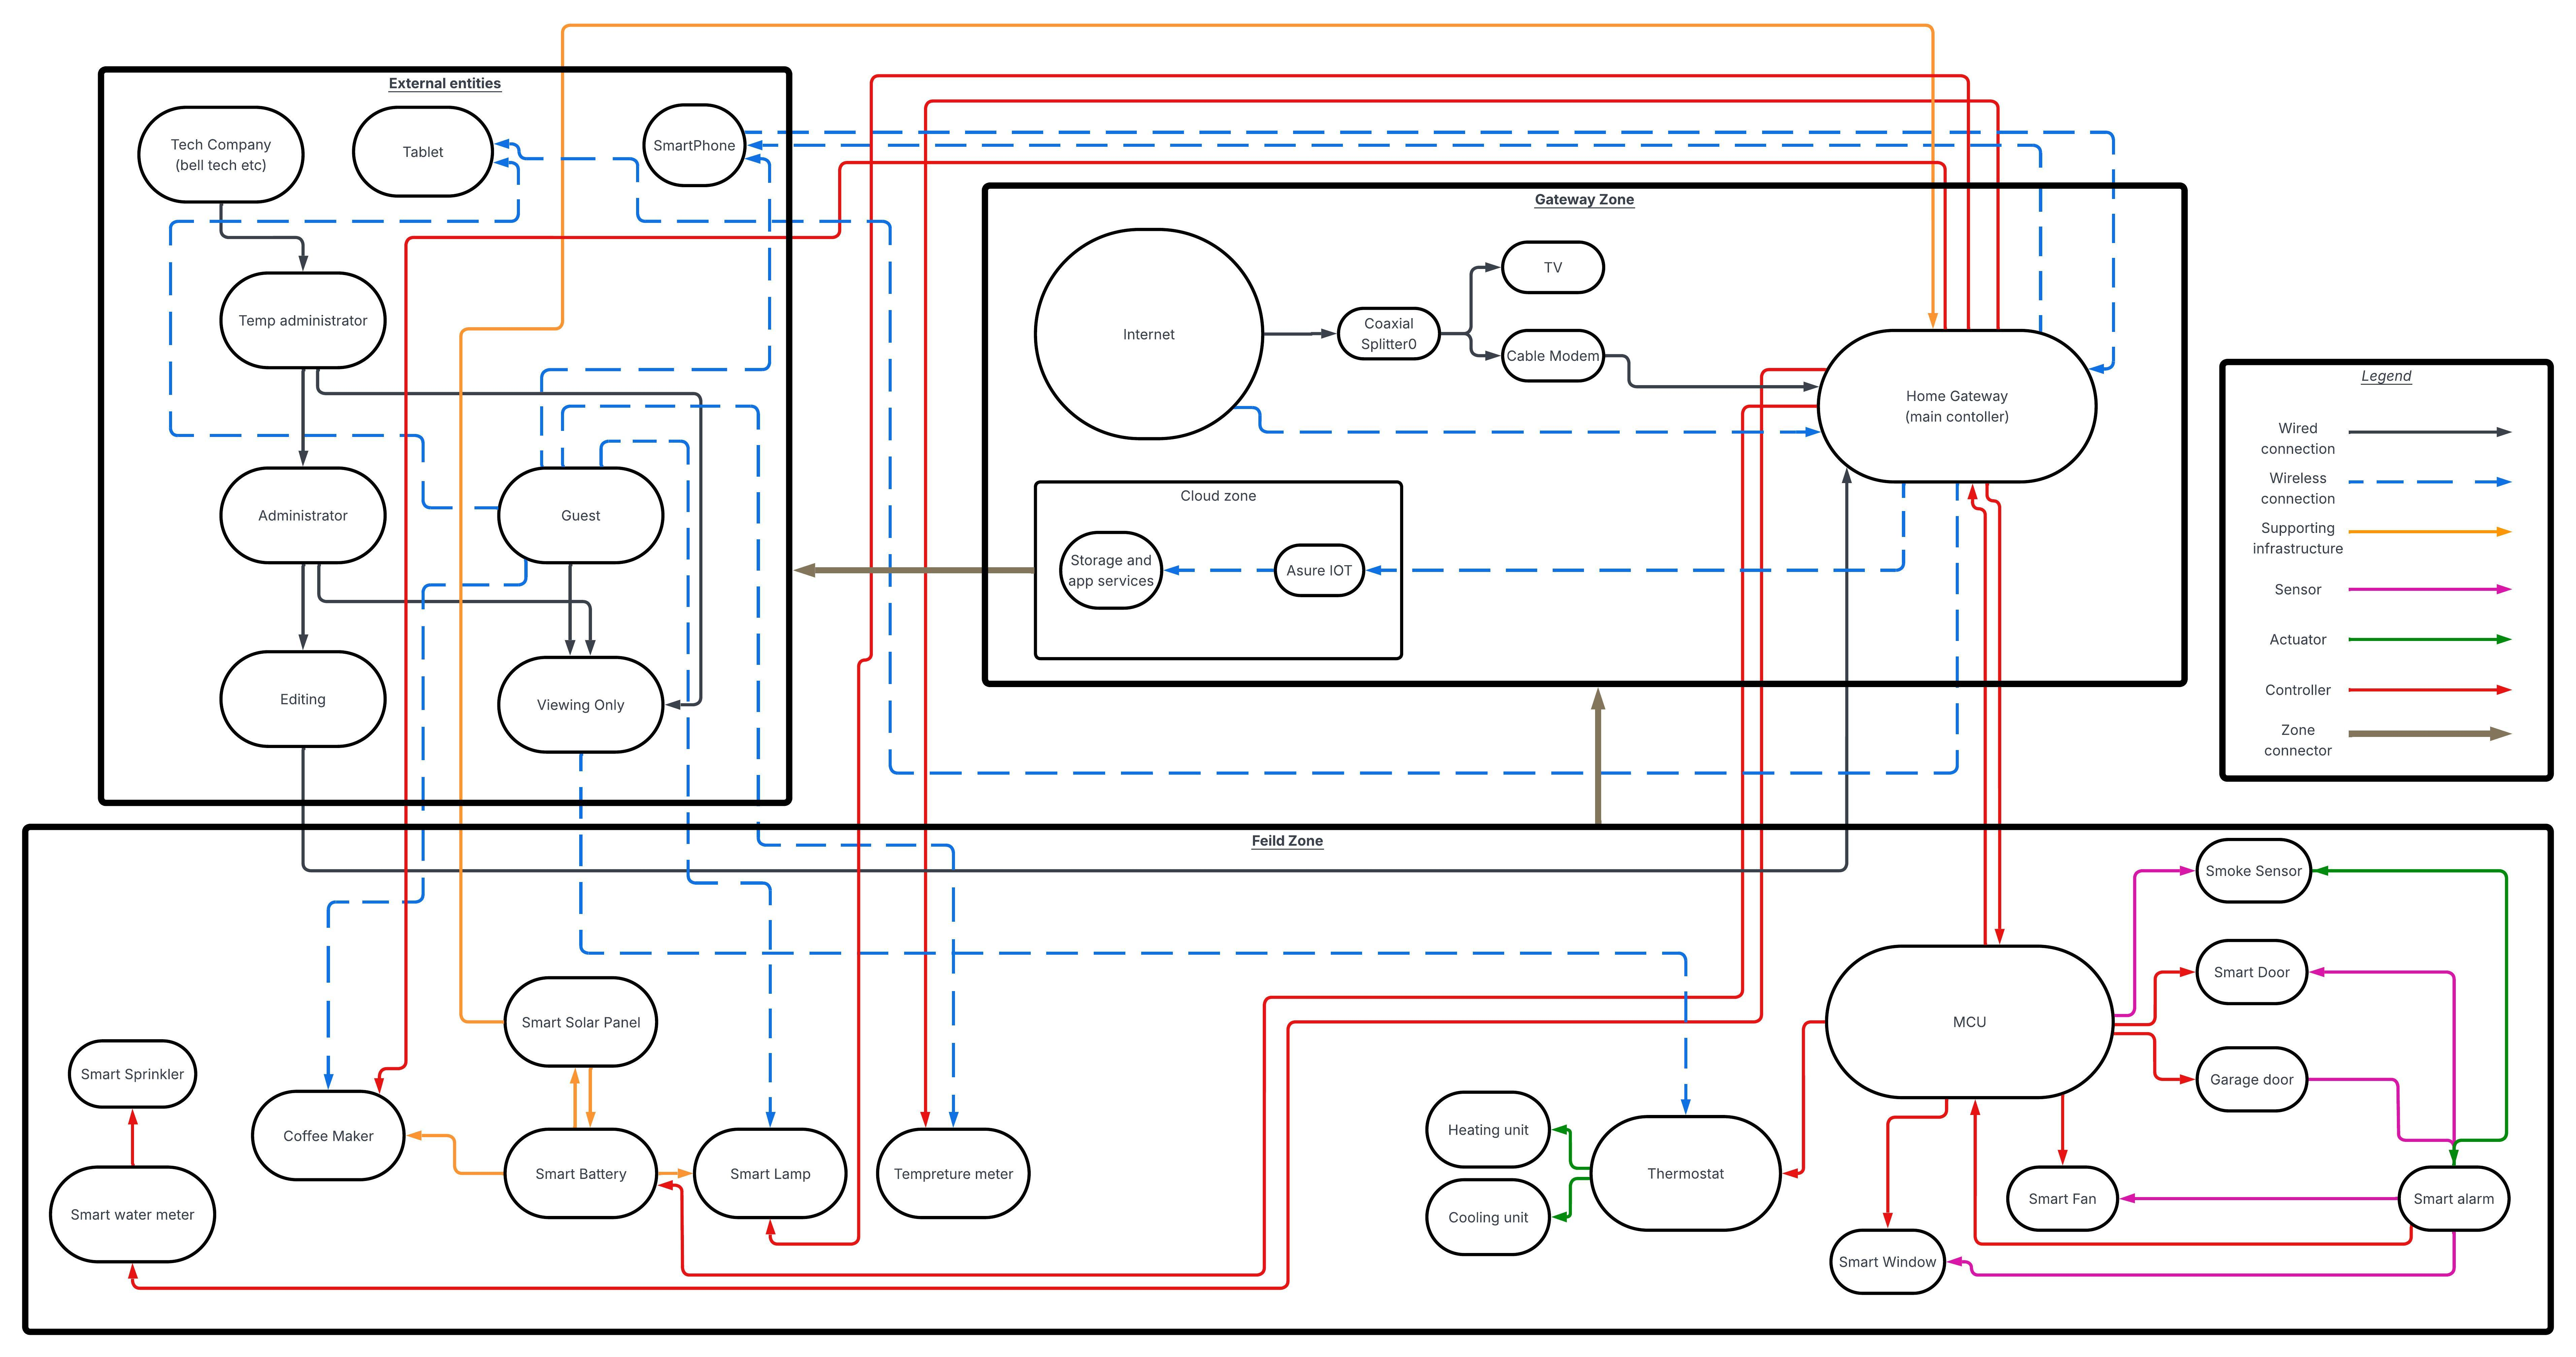 External entities
Tech Company
(bell tech etc)
Tablet
SmartPhone
Temp administrator
Administrator
Guest
Editing
Viewing Only
Gateway Zone
Internet
Coaxial
Splitter0
TV
Cable Modem
Home Gateway
(main contoller)
Cloud zone
Storage and
app services
Asure IOT
Legend
Wired
connection
Wireless
connection
Supporting
infrastructure
Sensor
Actuator
Controller
Zone
connector
Feild Zone
Smoke Sensor
Smart Door
MCU
Garage door
Smart Solar Panel
Smart Sprinkler
Coffee Maker
Smart Battery
Smart Lamp
Tempreture meter
Smart water meter
Heating unit
Cooling unit
Thermostat
Smart Fan
Smart alarm
Smart Window